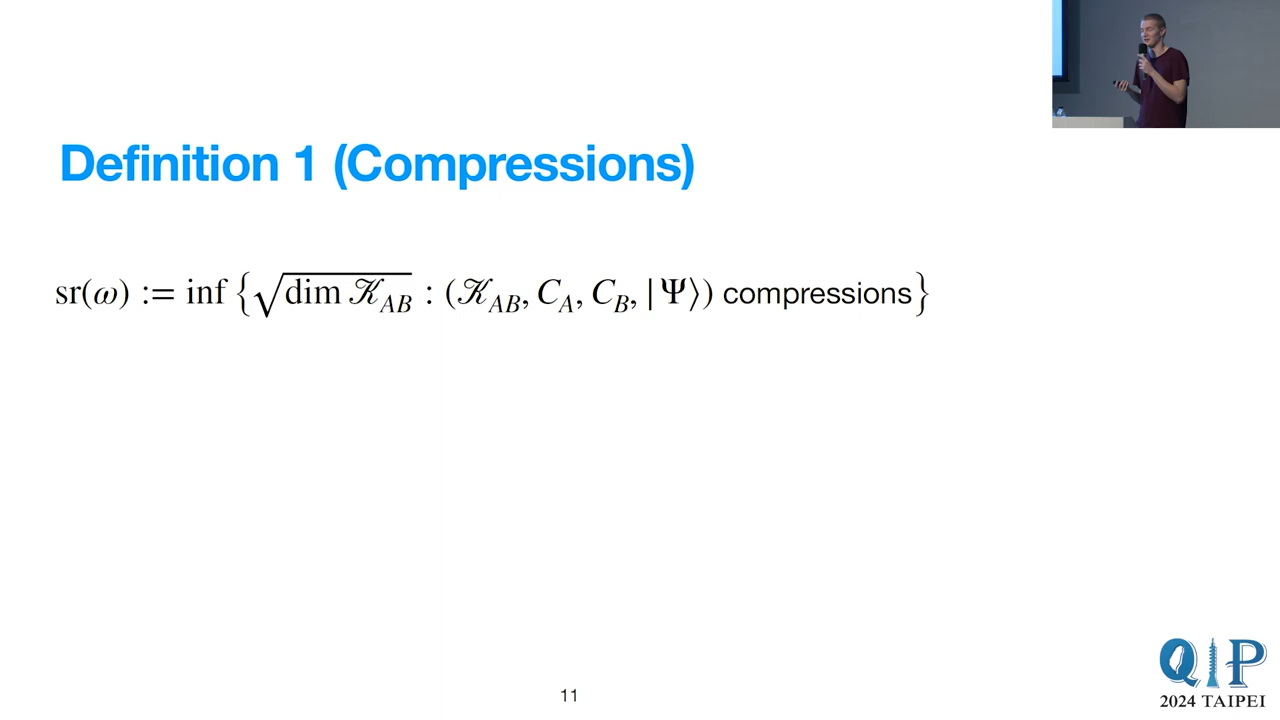 Definition 1 (Compressions)
sr(ω) := inf {√dim 𝒦_AB : (𝒦_AB, C_A, C_B, |Ψ⟩) compressions}
11
QIP
2024 TAIPEI